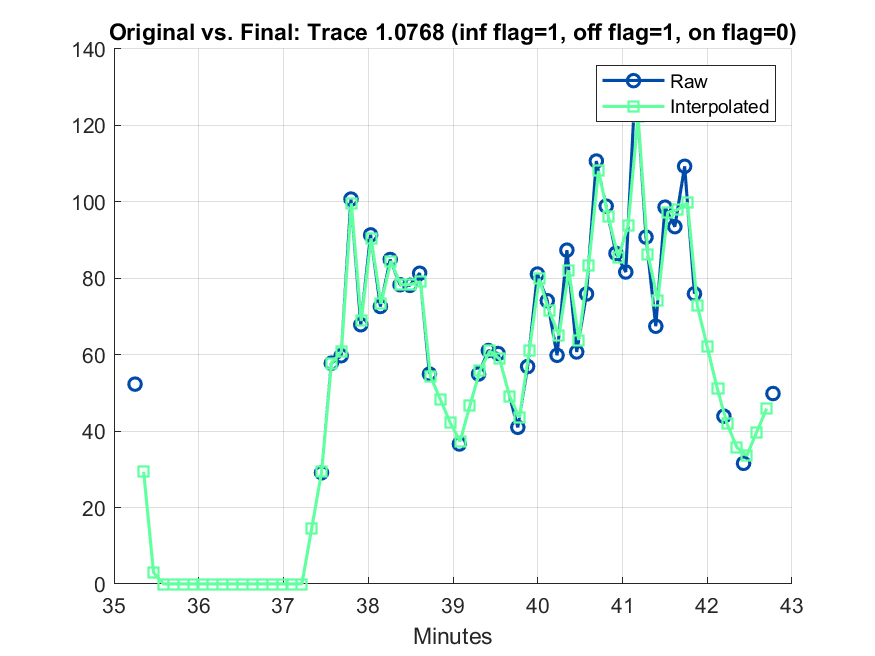 Original vs. Final: Trace 1.0768 (inf flag=1, off flag=1, on flag=0)
140
120
100
80
60
40
20
0
Raw
Interpolated
35 36 37 38 39 40 41 42 43
Minutes